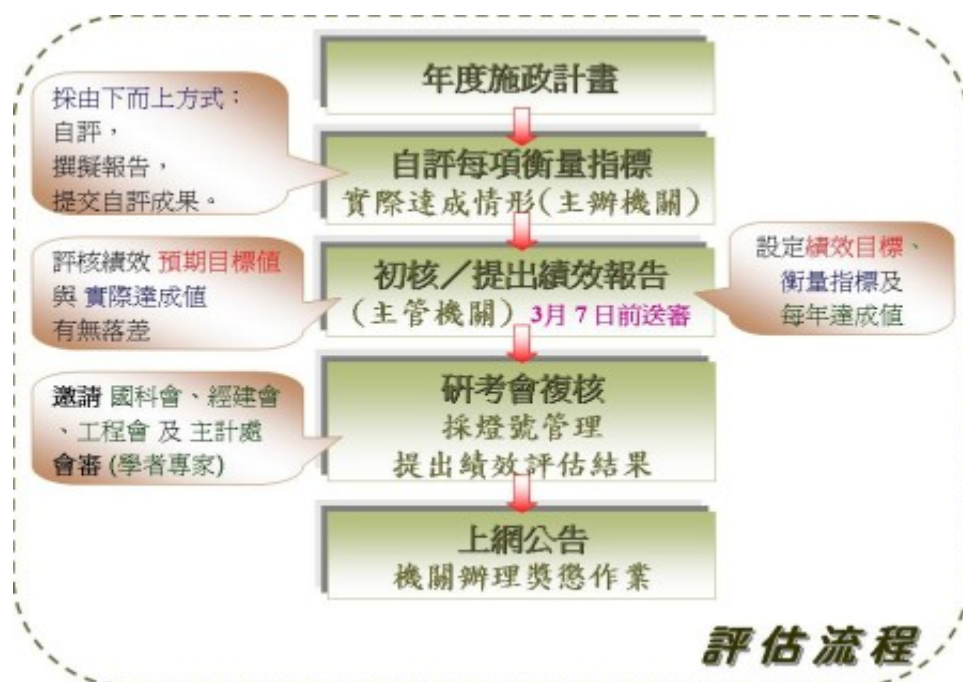 年度施政計畫
採由下而上方式：
自評，
撰擬報告，
提交自評成果。
自評每項衡量指標
實際達成情形(主辦機關)
評核績效 預期目標值
與 實際達成值
有無落差
初核／提出績效報告
(主管機關) 3月7日前送審
設定績效目標、
衡量指標及
每年達成值
邀請 國科會、經建會
、工程會 及 主計處
會審 (學者專家)
研考會複核
採燈號管理
提出績效評估結果
上網公告
機關辦理獎懲作業
評估流程